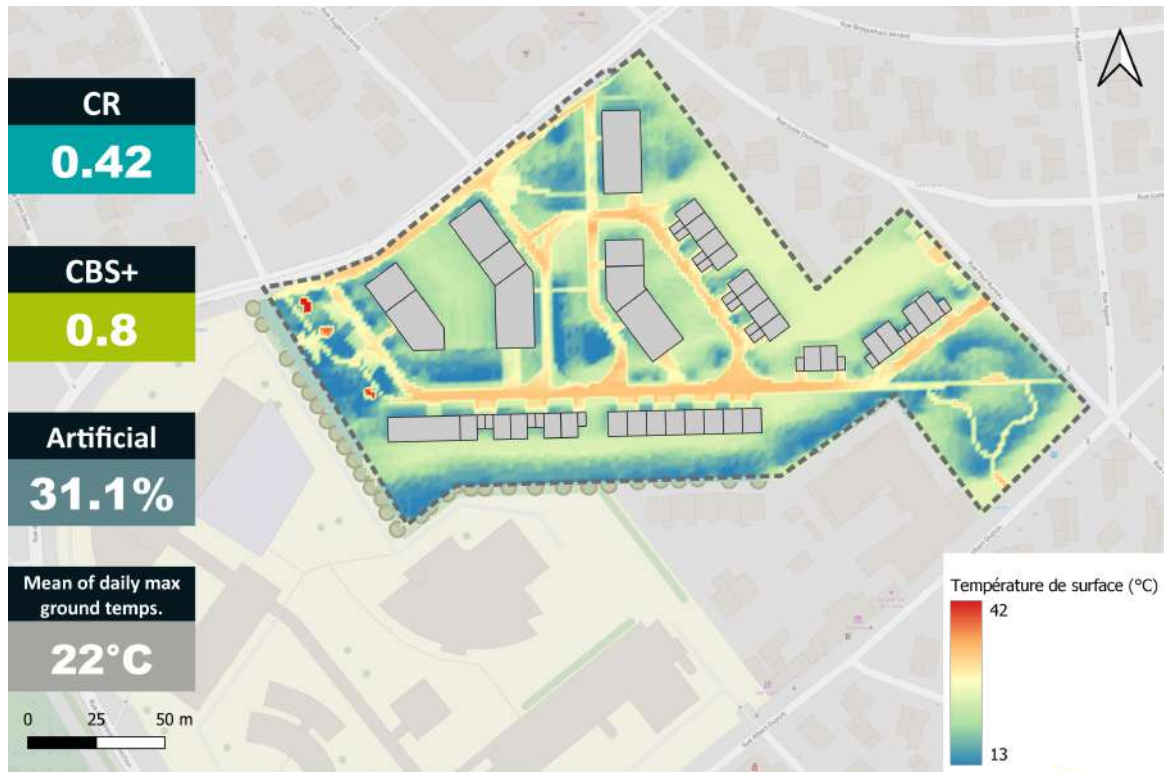 CR
0.42
CBS+
0.8
Artificial
31.1%
Mean of daily max
ground temps.
22°C
0 25 50 m
Température de surface (°C)
42
13